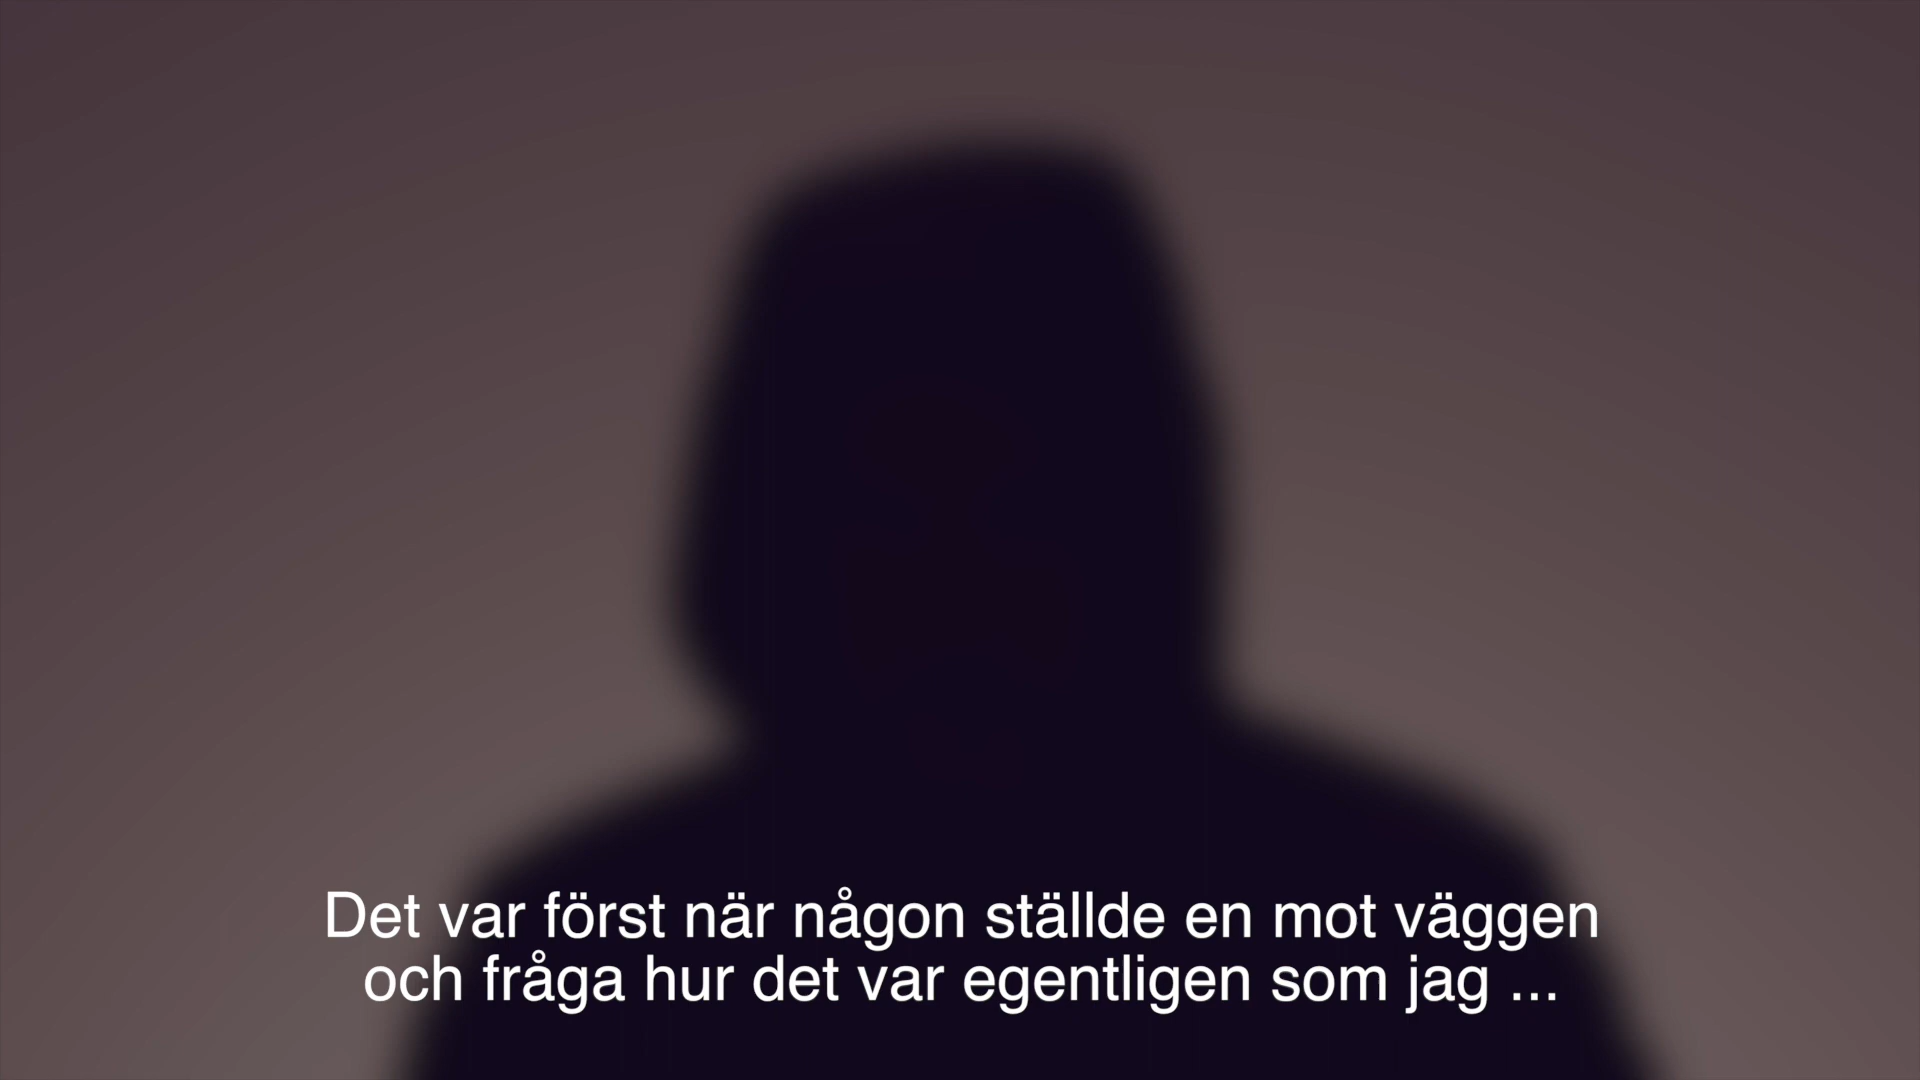 Det var först när någon ställde en mot väggen
och fråga hur det var egentligen som jag ...